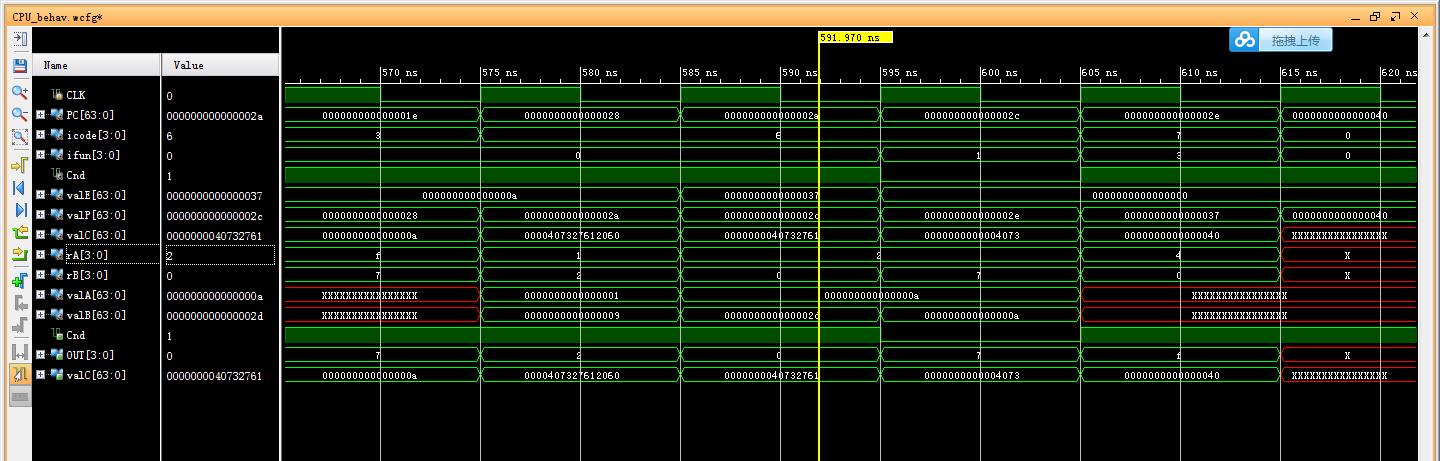 CPU_behav.wcfg*
591.970 ns
拖拽上传
Name Value
570 ns 575 ns 580 ns 585 ns 590 ns 595 ns 600 ns 605 ns 610 ns 615 ns 620 ns
CLK 0
PC[63:0] 000000000000002a 000000000000001e 0000000000000028 000000000000002a 000000000000002c 000000000000002e 0000000000000040
icode[3:0] 6 3 6 7 0
ifun[3:0] 0 0 1 3 0
Cnd 1
valE[63:0] 0000000000000037 000000000000000a 0000000000000037 0000000000000000
valP[63:0] 000000000000002c 0000000000000028 000000000000002a 000000000000002c 000000000000002e 0000000000000037 0000000000000040
valC[63:0] 0000000040732761 000000000000000a 0000407327612060 0000000040732761 0000000000004073 0000000000000040 XXXXXXXXXXXXXXXX
rA[3:0] 2 f 1 2 4 X
rB[3:0] 0 7 2 0 7 0 X
valA[63:0] 000000000000000a XXXXXXXXXXXXXXXX 0000000000000001 000000000000000a XXXXXXXXXXXXXXXX
valB[63:0] 000000000000002d XXXXXXXXXXXXXXXX 0000000000000009 000000000000002d 000000000000000a XXXXXXXXXXXXXXXX
Cnd 1
OUT[3:0] 0 7 2 0 7 f X
valC[63:0] 0000000040732761 000000000000000a 0000407327612060 0000000040732761 0000000000004073 0000000000000040 XXXXXXXXXXXXXXXX